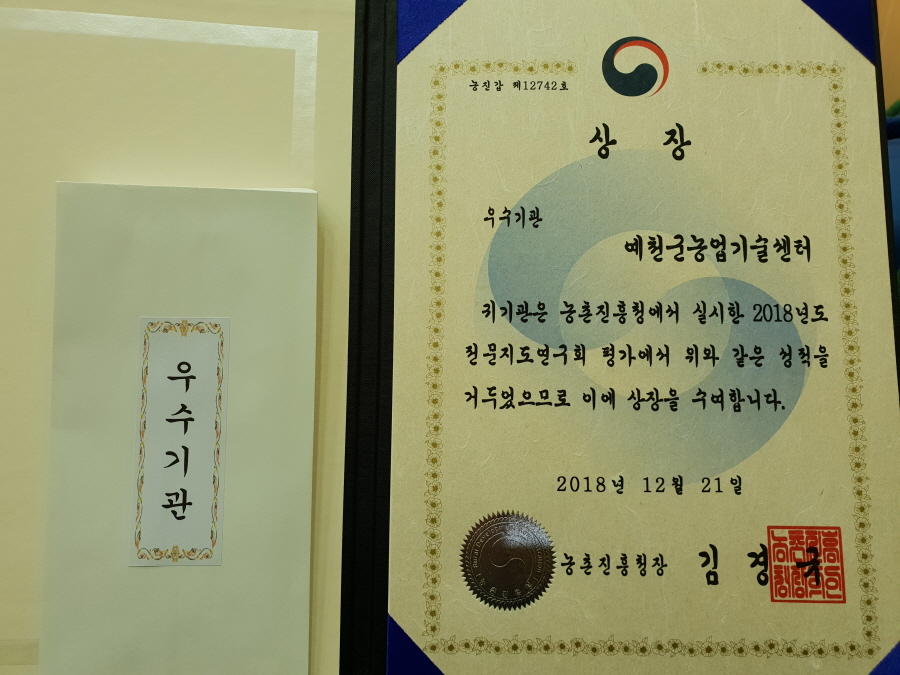 우수기관
농진감 제12742호
상 장
우수기관
예천군농업기술센터
귀기관은 농촌진흥청에서 실시한 2018년도
전문지도연구회 평가에서 위와 같은 성적을
거두었으므로 이에 상장을 수여합니다.
2018년 12월 21일
농촌진흥청장 김 경 규